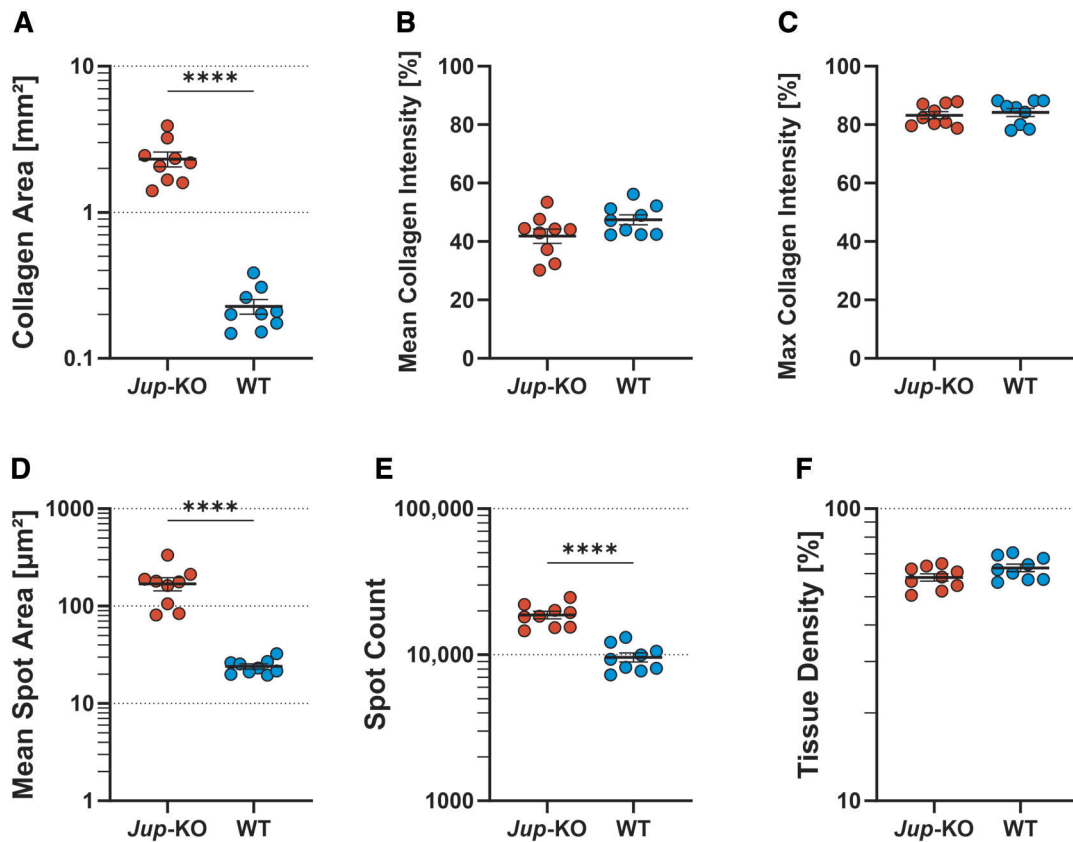 A
Collagen Area [mm²]
10
1
0.1
****
Jup-KO WT
B
Mean Collagen Intensity [%]
100
80
60
40
20
0
Jup-KO WT
C
Max Collagen Intensity [%]
100
80
60
40
20
0
Jup-KO WT
D
Mean Spot Area [µm²]
1000
100
10
1
****
Jup-KO WT
E
Spot Count
100,000
10,000
1000
****
Jup-KO WT
F
Tissue Density [%]
100
10
Jup-KO WT